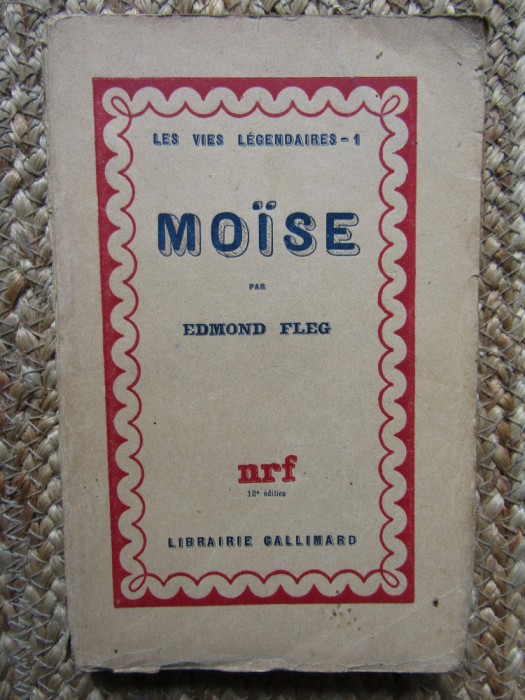 LES VIES LÉGENDAIRES - 1
MOÏSE
PAR
EDMOND FLEG
nrf
12e édition
LIBRAIRIE GALLIMARD